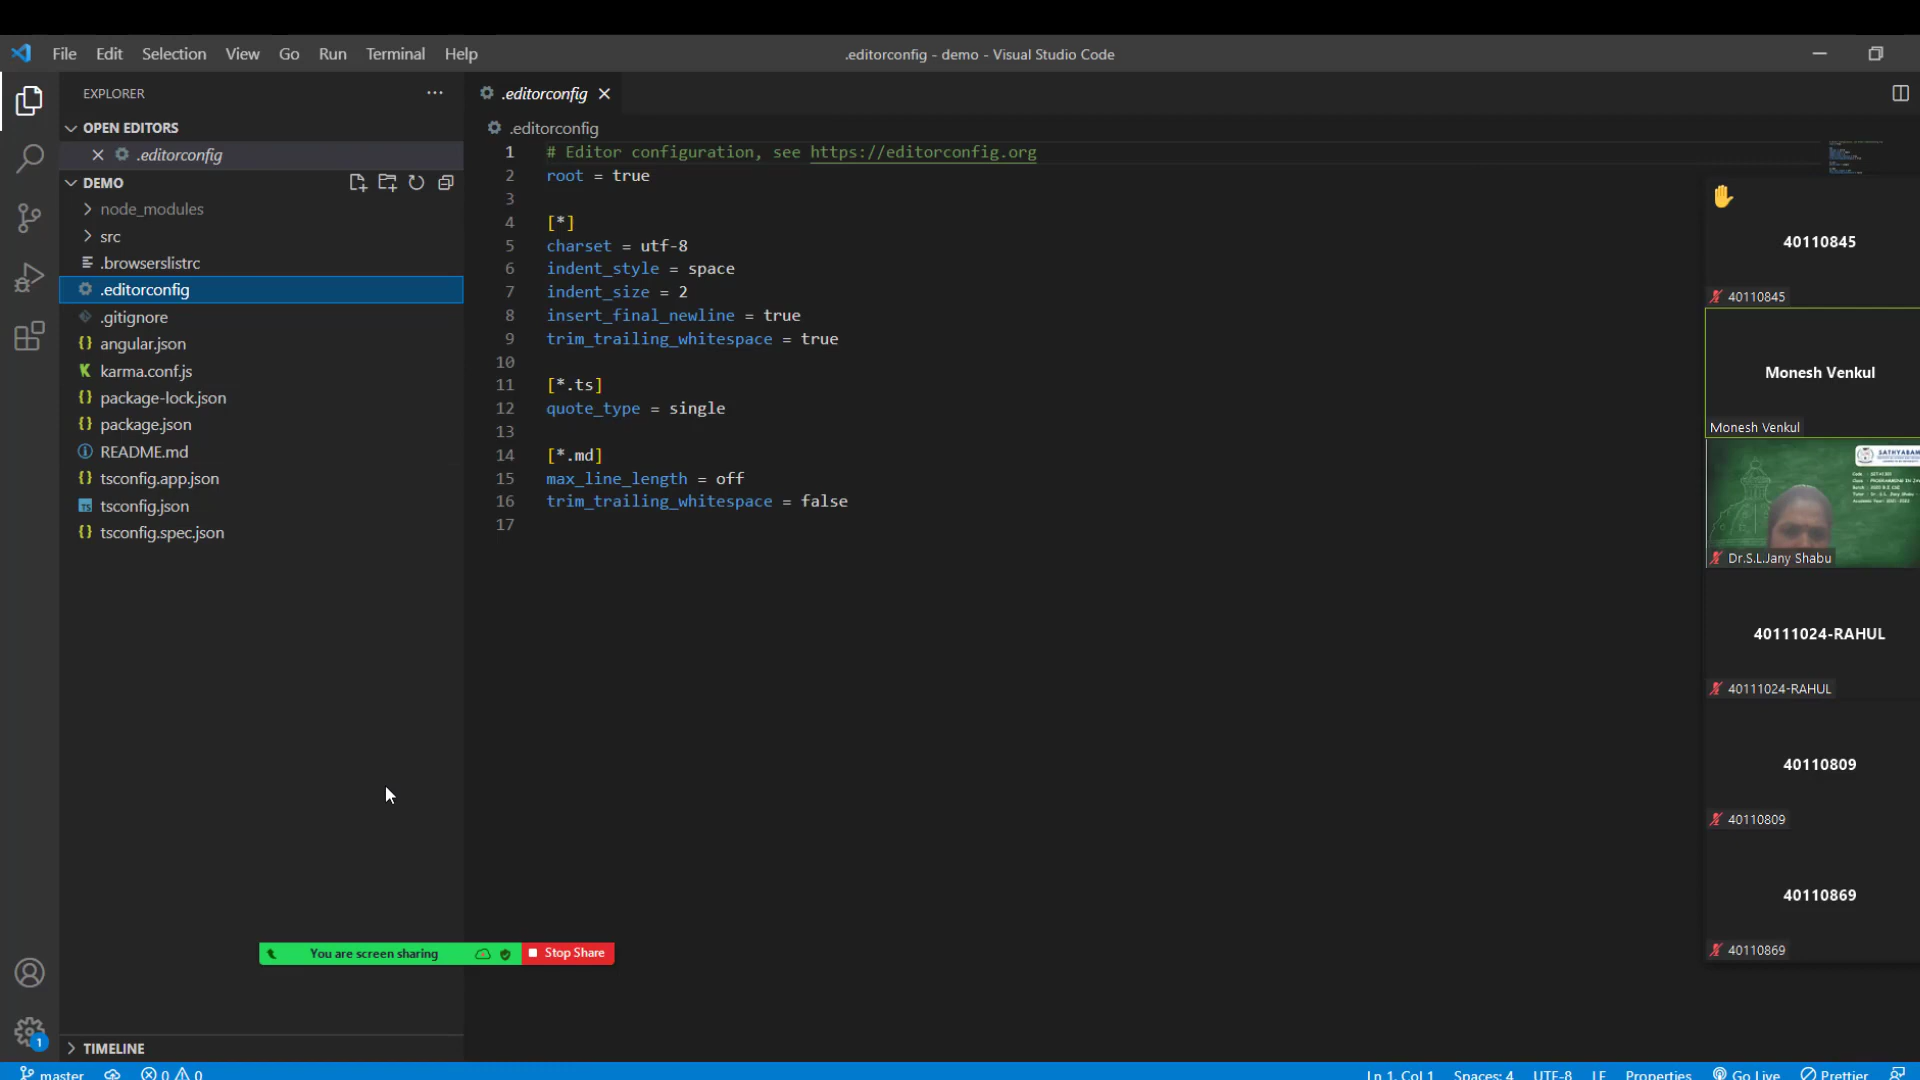 File Edit Selection View Go Run Terminal Help
.editorconfig - demo - Visual Studio Code
EXPLORER
OPEN EDITORS
.editorconfig
DEMO
node_modules
src
.browserslistrc
.editorconfig
.gitignore
angular.json
karma.conf.js
package-lock.json
package.json
README.md
tsconfig.app.json
tsconfig.json
tsconfig.spec.json
TIMELINE
.editorconfig
.editorconfig
1 # Editor configuration, see https://editorconfig.org
2 root = true
3
4 [*]
5 charset = utf-8
6 indent_style = space
7 indent_size = 2
8 insert_final_newline = true
9 trim_trailing_whitespace = true
10
11 [*.ts]
12 quote_type = single
13
14 [*.md]
15 max_line_length = off
16 trim_trailing_whitespace = false
17
You are screen sharing Stop Share
40110845
40110845
Monesh Venkul
Monesh Venkul
SATHYABAM
Dr.S.L.Jany Shabu
40111024-RAHUL
40111024-RAHUL
40110809
40110809
40110869
40110869
1
master 0 0 Ln 1, Col 1 Spaces: 4 UTF-8 LF Properties Go Live Prettier